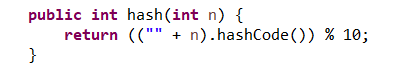 public int hash(int n) {
    return (("" + n).hashCode()) % 10;
}